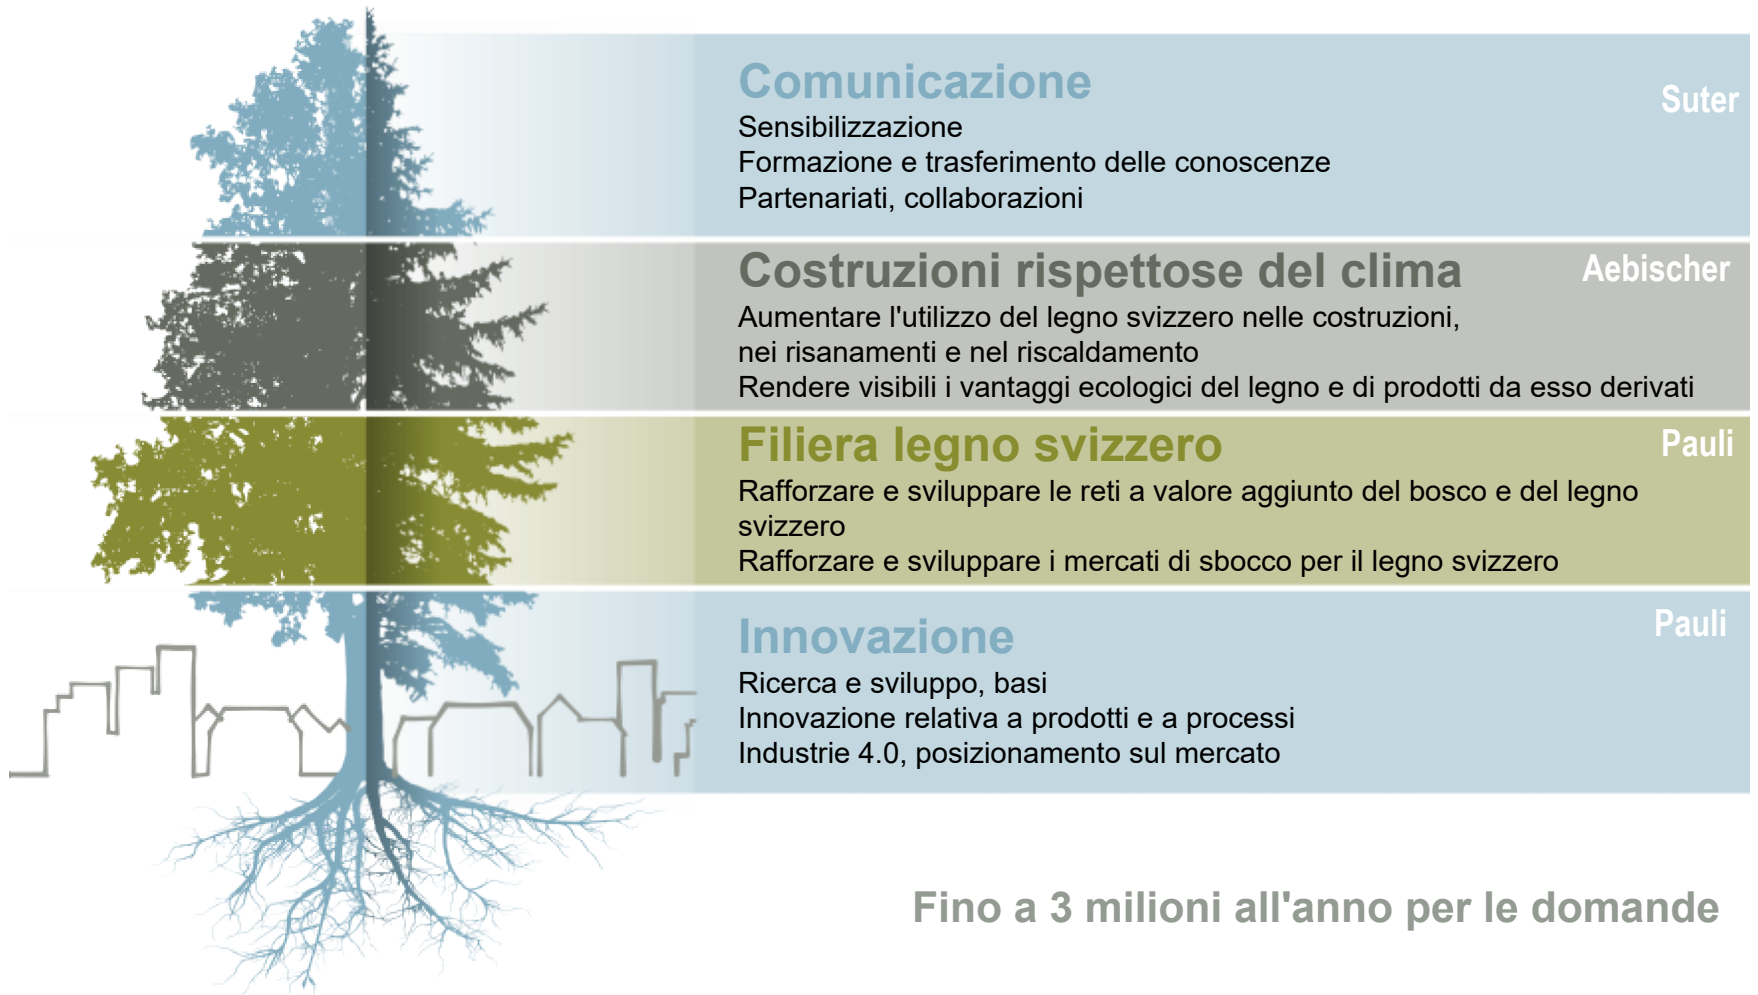 Comunicazione
Suter
Sensibilizzazione
Formazione e trasferimento delle conoscenze
Partenariati, collaborazioni
Costruzioni rispettose del clima
Aebischer
Aumentare l'utilizzo del legno svizzero nelle costruzioni,
nei risanamenti e nel riscaldamento
Rendere visibili i vantaggi ecologici del legno e di prodotti da esso derivati
Filiera legno svizzero
Pauli
Rafforzare e sviluppare le reti a valore aggiunto del bosco e del legno
svizzero
Rafforzare e sviluppare i mercati di sbocco per il legno svizzero
Innovazione
Pauli
Ricerca e sviluppo, basi
Innovazione relativa a prodotti e a processi
Industrie 4.0, posizionamento sul mercato
Fino a 3 milioni all'anno per le domande